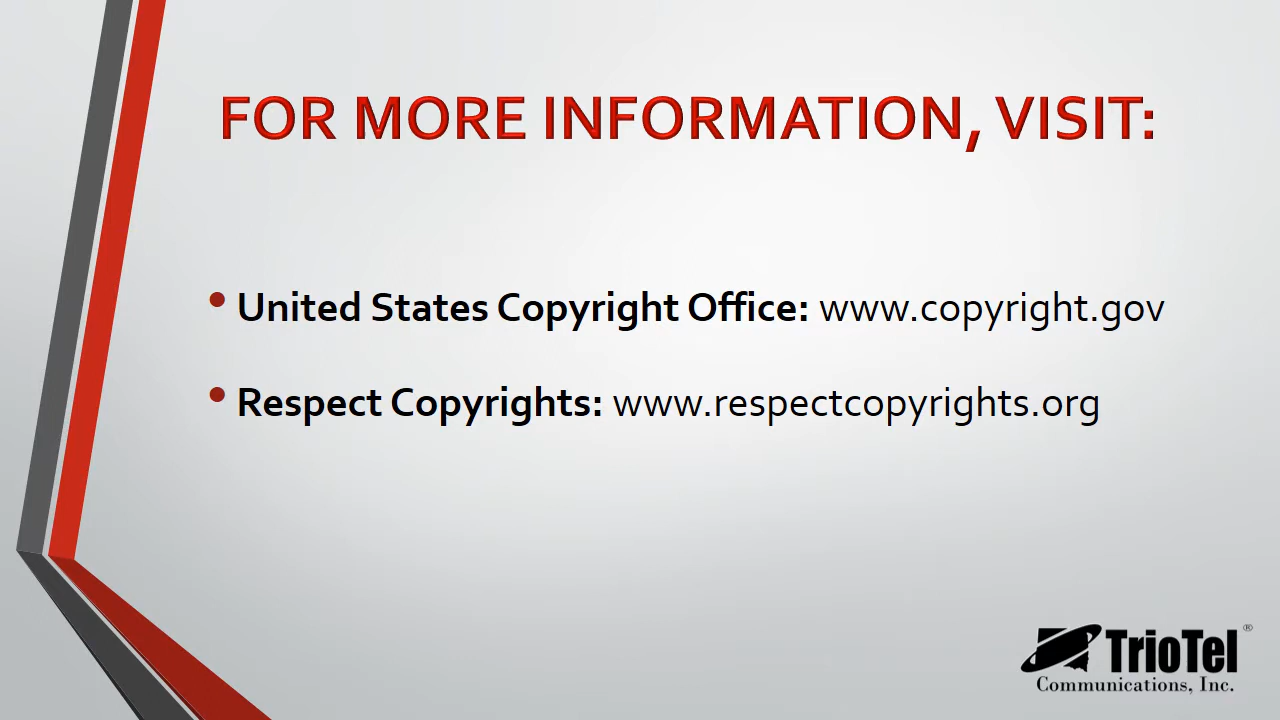 FOR MORE INFORMATION, VISIT:
• United States Copyright Office: www.copyright.gov
• Respect Copyrights: www.respectcopyrights.org
TrioTel®
Communications, Inc.